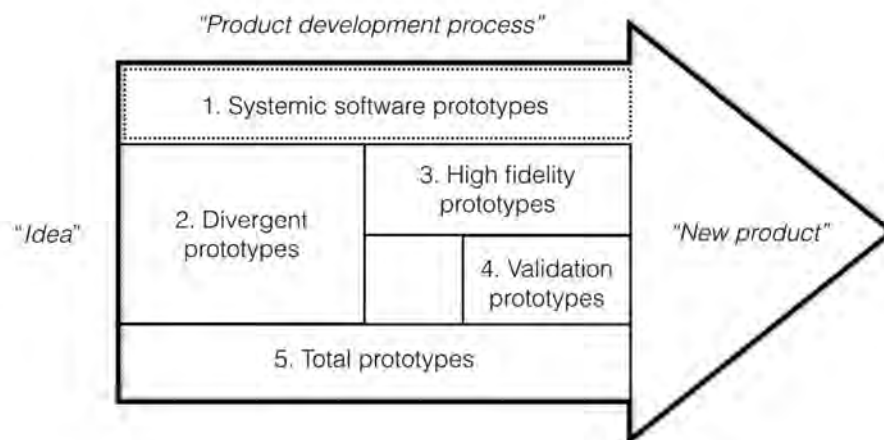 “Product development process”
1. Systemic software prototypes
3. High fidelity
prototypes
2. Divergent
prototypes
“Idea”
“New product”
4. Validation
prototypes
5. Total prototypes